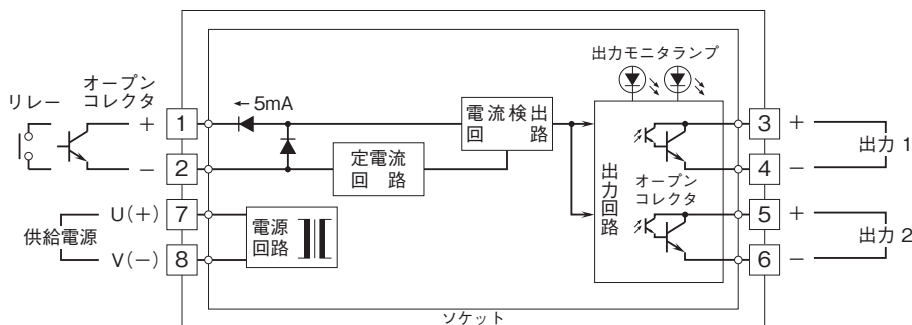 リレー
オープン
コレクタ
+
−
1
2
← 5mA
電流検出
回　路
定電流
回　路
出力モニタランプ
出力回路
オープン
コレクタ
3
+
4
−
出力 1
5
+
6
−
出力 2
供給電源
U(+)
V(−)
7
8
電源
回路
ソケット